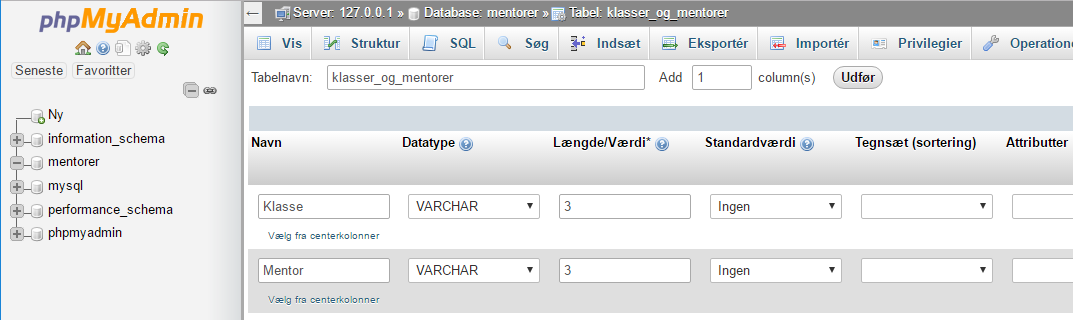 phpMyAdmin
Seneste Favoritter
Ny
information_schema
mentorer
mysql
performance_schema
phpmyadmin
← Server: 127.0.0.1 » Database: mentorer » Tabel: klasser_og_mentorer
Vis Struktur SQL Søg Indsæt Eksportér Importér Privilegier Operatione
Tabelnavn: klasser_og_mentorer Add 1 column(s) Udfør
Navn Datatype Længde/Værdi* Standardværdi Tegnsæt (sortering) Attributter
Klasse VARCHAR 3 Ingen
Vælg fra centerkolonner
Mentor VARCHAR 3 Ingen
Vælg fra centerkolonner